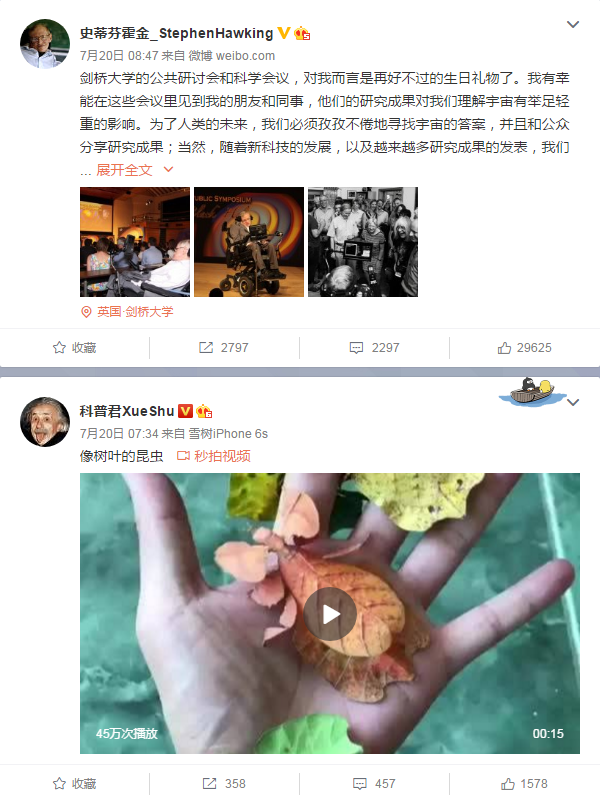 史蒂芬霍金_StephenHawking
7月20日 08:47 来自 微博 weibo.com
剑桥大学的公共研讨会和科学会议，对我而言是再好不过的生日礼物了。我有幸
能在这些会议里见到我的朋友和同事，他们的研究成果对我们理解宇宙有举足轻
重的影响。为了人类的未来，我们必须孜孜不倦地寻找宇宙的答案，并且和公众
分享研究成果；当然，随着新科技的发展，以及越来越多研究成果的发表，我们
... 展开全文
PUBLIC SYMPOSIUM
英国·剑桥大学
收藏 2797 2297 29625
科普君XueShu
7月20日 07:34 来自 雪树iPhone 6s
像树叶的昆虫 秒拍视频
45万次播放 00:15
收藏 358 457 1578